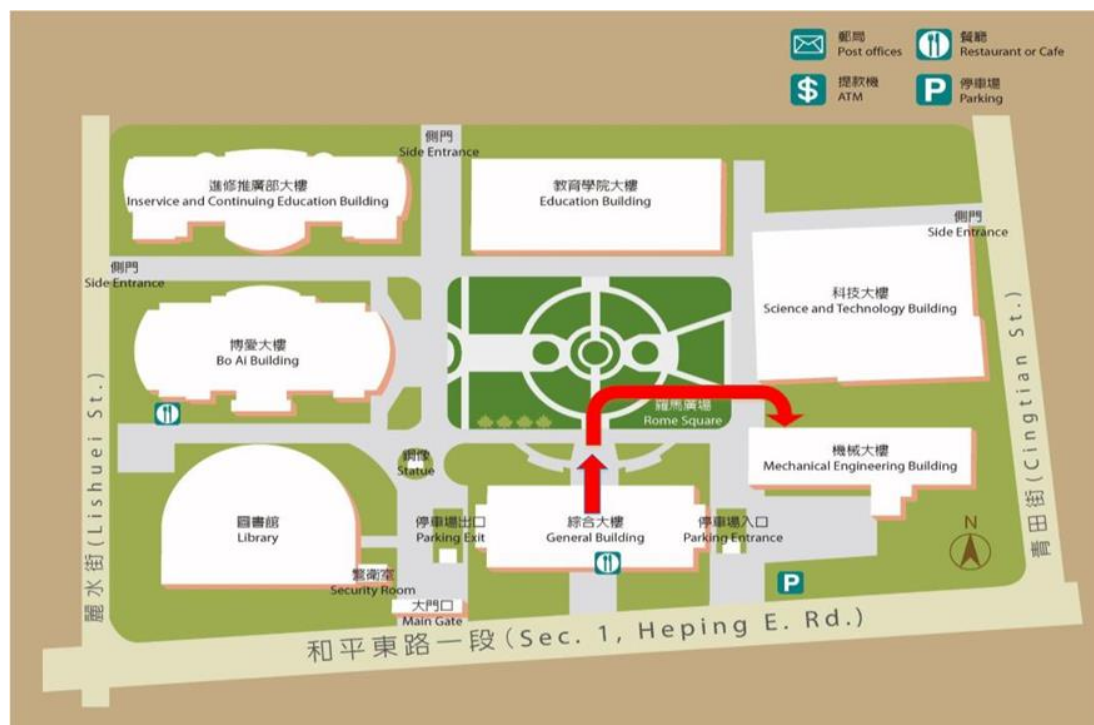 郵局
Post offices
餐廳
Restaurant or Cafe
提款機
ATM
P
停車場
Parking
側門
Side Entrance
進修推廣部大樓
Inservice and Continuing Education Building
教育學院大樓
Education Building
側門
Side Entrance
側門
Side Entrance
科技大樓
Science and Technology Building
博愛大樓
Bo Ai Building
羅馬廣場
Rome Square
銅像
Statue
機械大樓
Mechanical Engineering Building
圖書館
Library
停車場出口
Parking Exit
綜合大樓
General Building
停車場入口
Parking Entrance
N
警衛室
Security Room
P
大門口
Main Gate
麗水街(Lishuei St.)
青田街(Cingtian St.)
和平東路一段(Sec. 1, Heping E. Rd.)